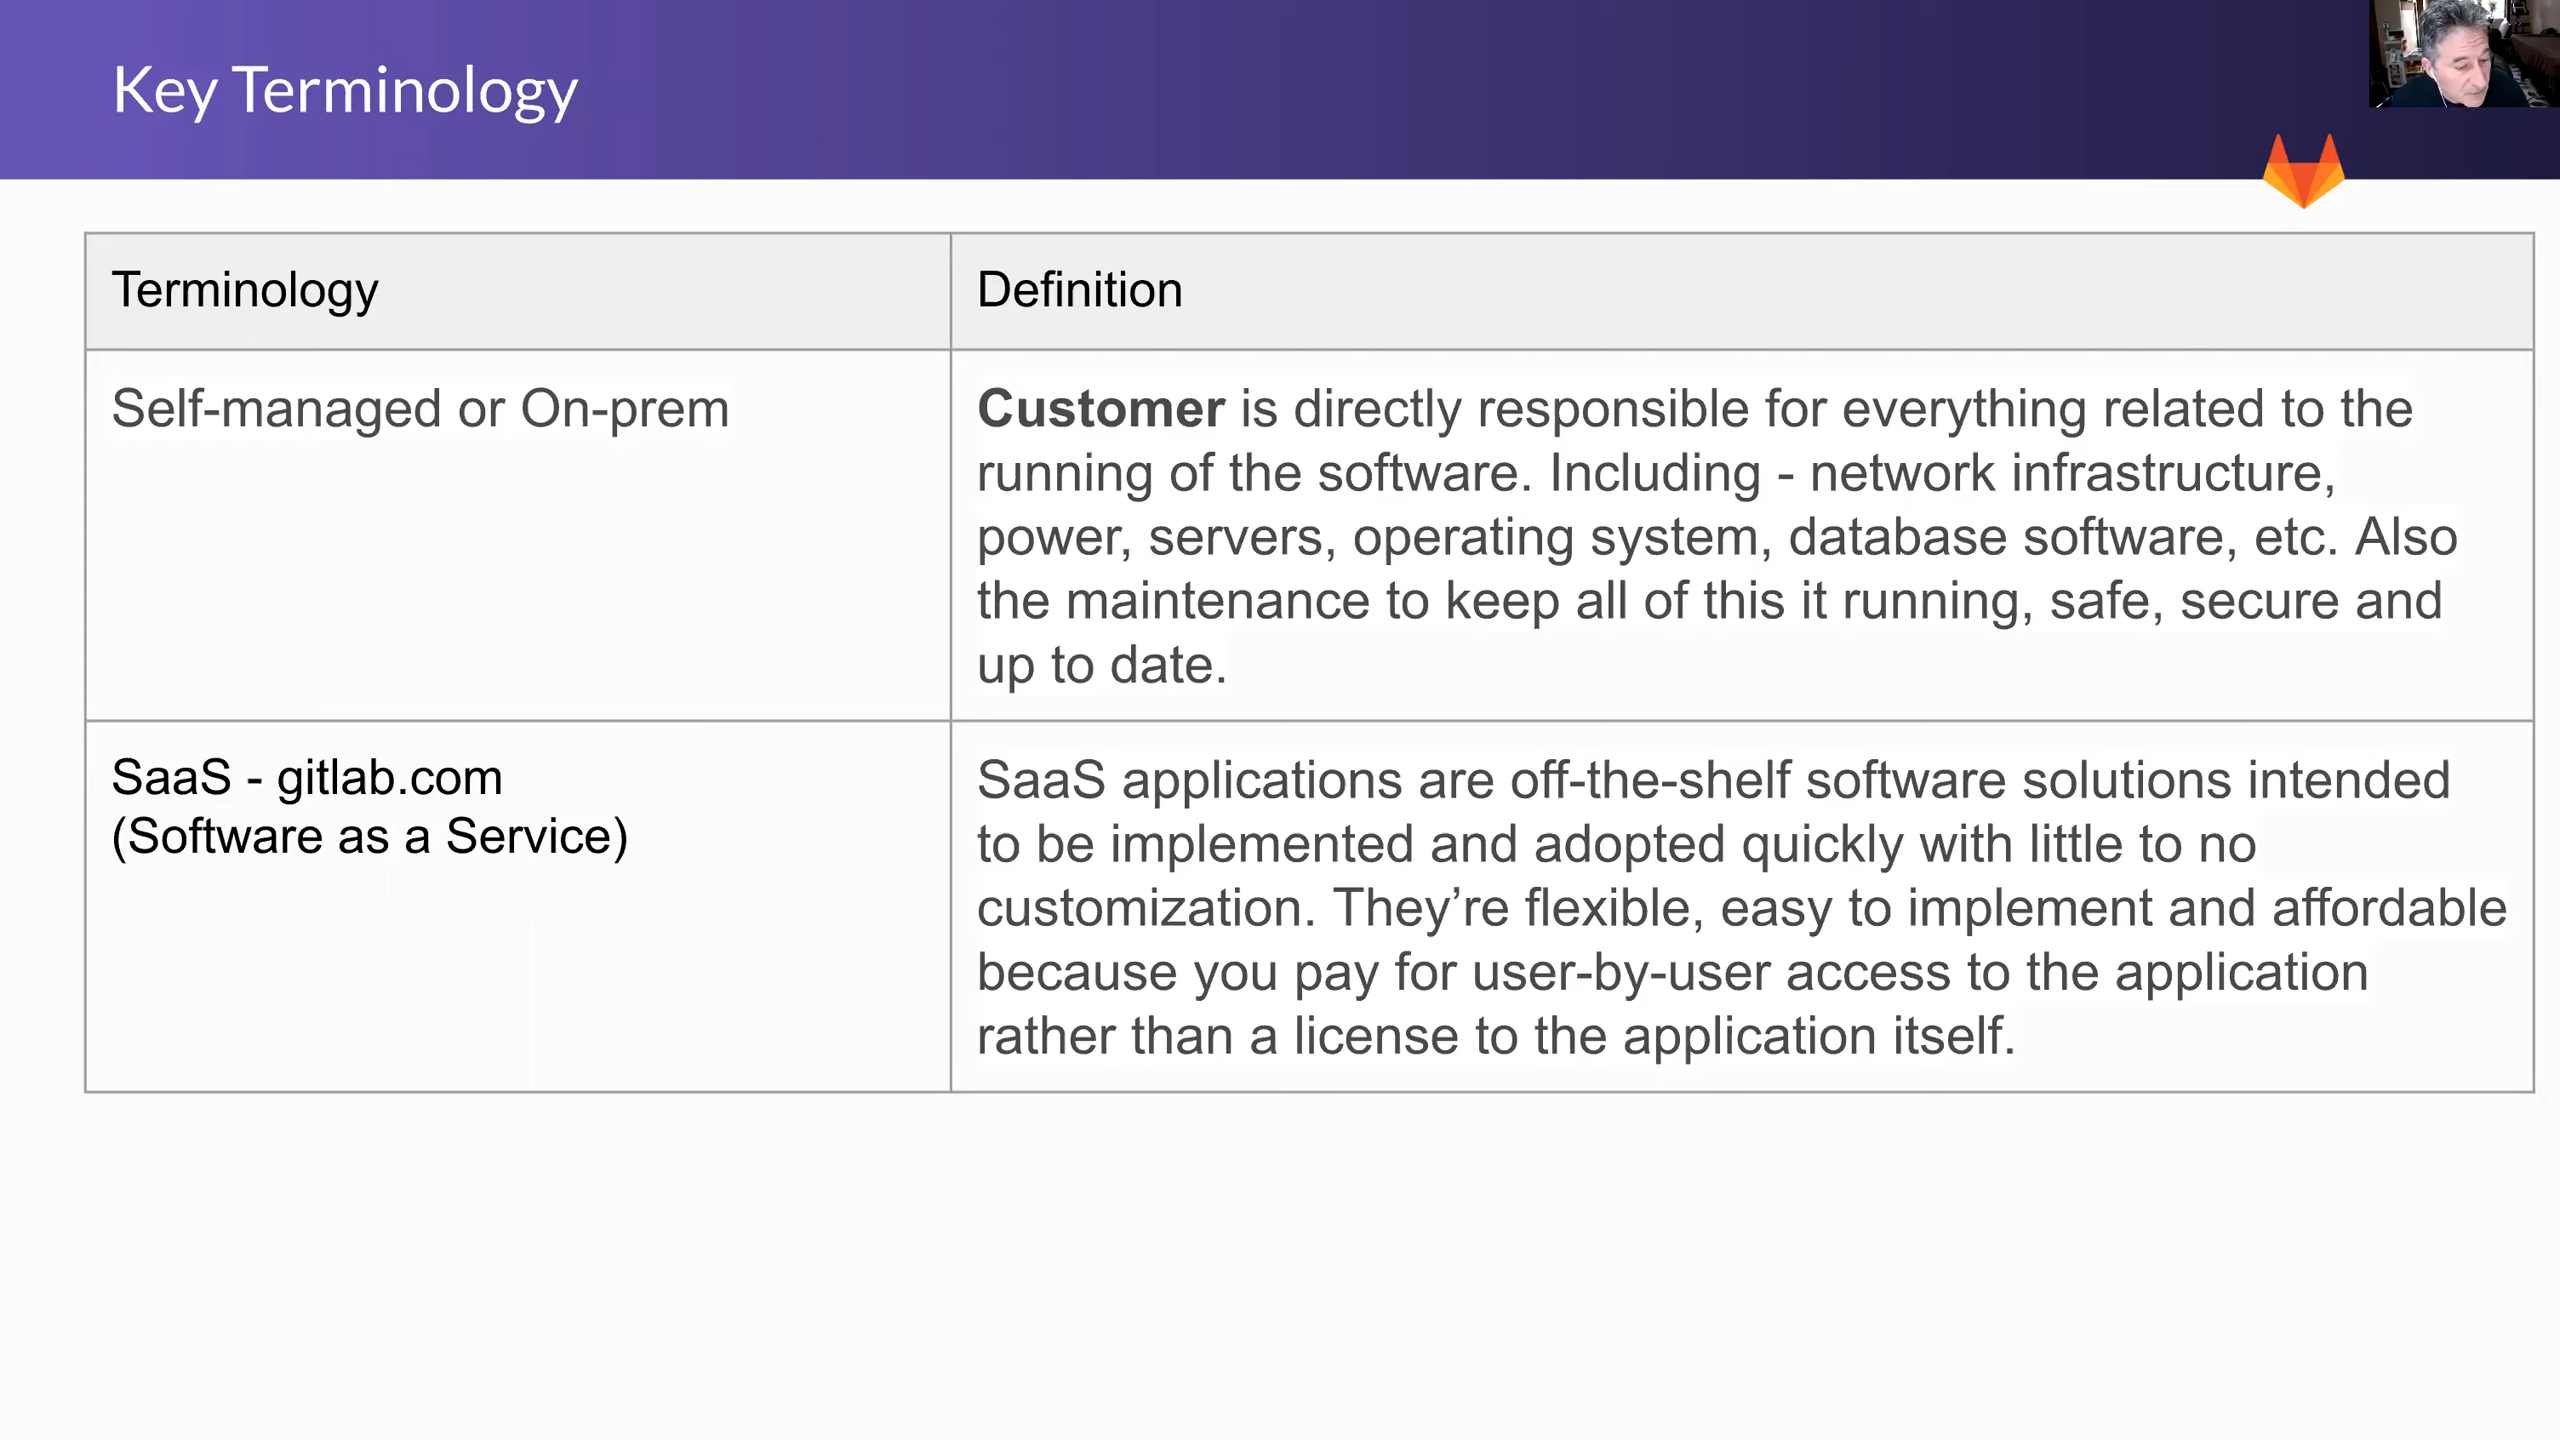 Key Terminology
Terminology
Definition
Self-managed or On-prem
Customer is directly responsible for everything related to the
running of the software. Including - network infrastructure,
power, servers, operating system, database software, etc. Also
the maintenance to keep all of this it running, safe, secure and
up to date.
SaaS - gitlab.com
(Software as a Service)
SaaS applications are off-the-shelf software solutions intended
to be implemented and adopted quickly with little to no
customization. They’re flexible, easy to implement and affordable
because you pay for user-by-user access to the application
rather than a license to the application itself.